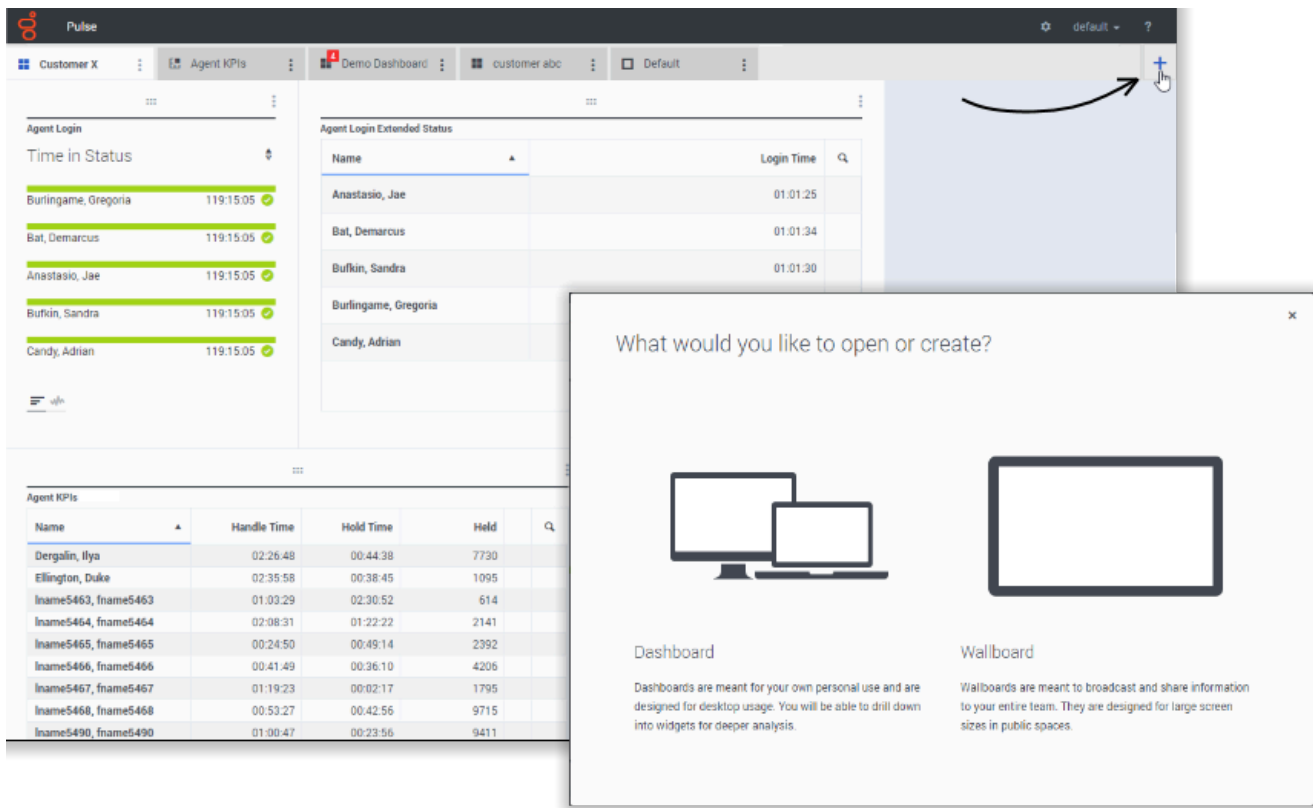 Pulse
default
?
Customer X
Agent KPIs
4
Demo Dashboard
customer abc
Default
+
Agent Login
Time in Status
Burlingame, Gregoria 119:15:05
Bat, Demarcus 119:15:05
Anastasio, Jae 119:15:05
Bufkin, Sandra 119:15:05
Candy, Adrian 119:15:05
Agent Login Extended Status
Name Login Time
Anastasio, Jae 01:01:25
Bat, Demarcus 01:01:34
Bufkin, Sandra 01:01:30
Burlingame, Gregoria
Candy, Adrian
Agent KPIs
Name Handle Time Hold Time Held
Dergalin, Ilya 02:26:48 00:44:38 7730
Ellington, Duke 02:35:58 00:38:45 1095
lname5463, fname5463 01:03:29 02:30:52 614
lname5464, fname5464 02:08:31 01:22:22 2141
lname5465, fname5465 00:24:50 00:49:14 2392
lname5466, fname5466 00:41:49 00:36:10 4206
lname5467, fname5467 01:19:23 00:02:17 1795
lname5468, fname5468 00:53:27 00:42:56 9715
lname5490, fname5490 01:00:47 00:23:56 9411
What would you like to open or create?
Dashboard
Dashboards are meant for your own personal use and are
designed for desktop usage. You will be able to drill down
into widgets for deeper analysis.
Wallboard
Wallboards are meant to broadcast and share information
to your entire team. They are designed for large screen
sizes in public spaces.